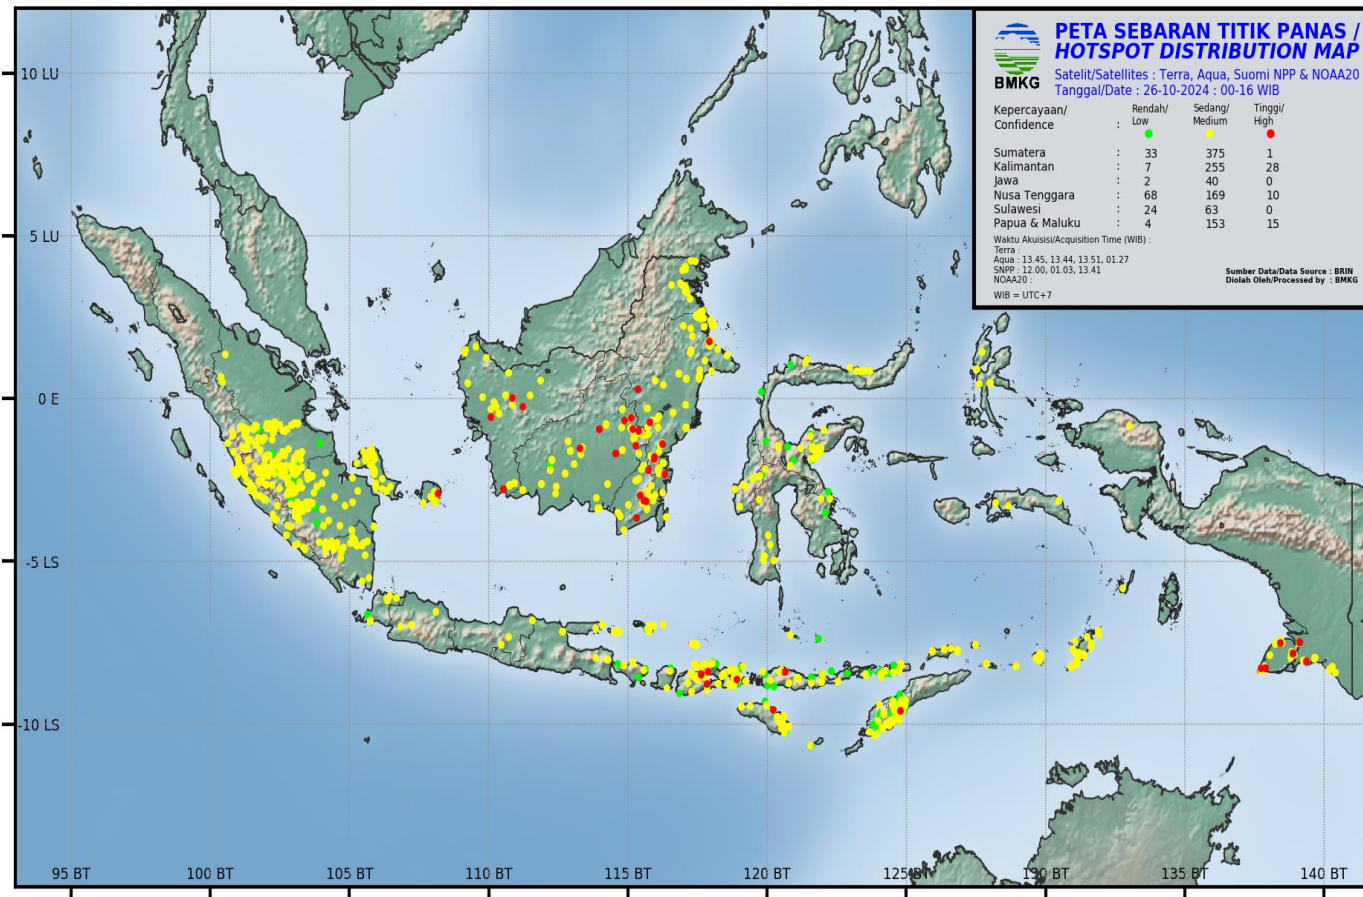 PETA SEBARAN TITIK PANAS /
HOTSPOT DISTRIBUTION MAP
BMKG
Satelit/Satellites : Terra, Aqua, Suomi NPP & NOAA20
Tanggal/Date : 26-10-2024 : 00-16 WIB
Kepercayaan/ Rendah/ Sedang/ Tinggi/
Confidence : Low Medium High
Sumatera : 33 375 1
Kalimantan : 7 255 28
Jawa : 2 40 0
Nusa Tenggara : 68 169 10
Sulawesi : 24 63 0
Papua & Maluku : 4 153 15
Waktu Akuisisi/Acquisition Time (WIB) :
Terra :
Aqua : 13.45, 13.44, 13.51, 01.27
SNPP : 12.00, 01.03, 13.41
NOAA20 :
WIB = UTC+7
Sumber Data/Data Source : BRIN
Diolah Oleh/Processed by : BMKG
10 LU
5 LU
0 E
-5 LS
-10 LS
95 BT 100 BT 105 BT 110 BT 115 BT 120 BT 125 BT 130 BT 135 BT 140 BT